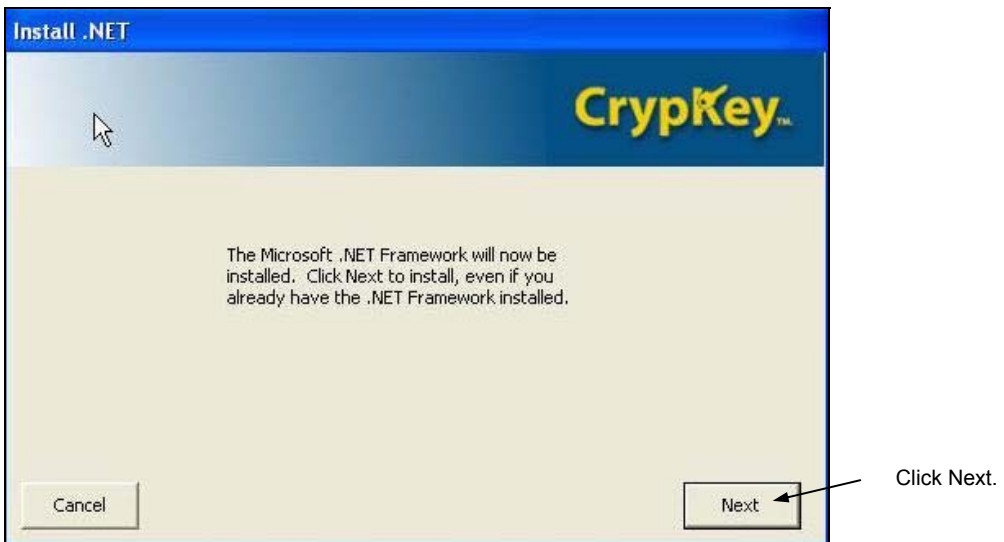 Install .NET
CrypKey™
The Microsoft .NET Framework will now be
installed. Click Next to install, even if you
already have the .NET Framework installed.
Cancel
Next
Click Next.